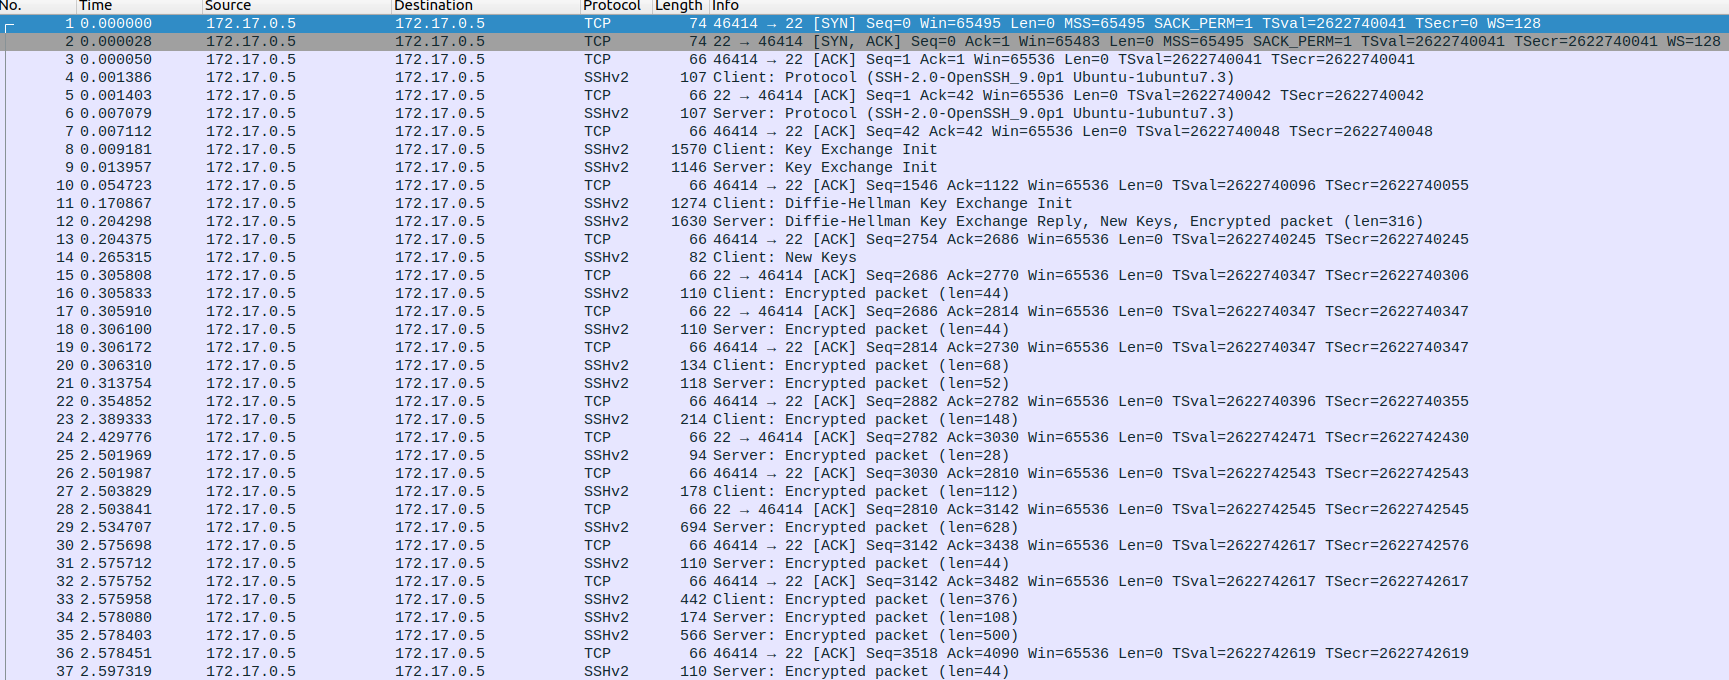 No. Time Source Destination Protocol Length Info
1 0.000000 172.17.0.5 172.17.0.5 TCP 74 46414 → 22 [SYN] Seq=0 Win=65495 Len=0 MSS=65495 SACK_PERM=1 TSval=2622740041 TSecr=0 WS=128
2 0.000028 172.17.0.5 172.17.0.5 TCP 74 22 → 46414 [SYN, ACK] Seq=0 Ack=1 Win=65483 Len=0 MSS=65495 SACK_PERM=1 TSval=2622740041 TSecr=2622740041 WS=128
3 0.000050 172.17.0.5 172.17.0.5 TCP 66 46414 → 22 [ACK] Seq=1 Ack=1 Win=65536 Len=0 TSval=2622740041 TSecr=2622740041
4 0.001386 172.17.0.5 172.17.0.5 SSHv2 107 Client: Protocol (SSH-2.0-OpenSSH_9.0p1 Ubuntu-1ubuntu7.3)
5 0.001403 172.17.0.5 172.17.0.5 TCP 66 22 → 46414 [ACK] Seq=1 Ack=42 Win=65536 Len=0 TSval=2622740042 TSecr=2622740042
6 0.007079 172.17.0.5 172.17.0.5 SSHv2 107 Server: Protocol (SSH-2.0-OpenSSH_9.0p1 Ubuntu-1ubuntu7.3)
7 0.007112 172.17.0.5 172.17.0.5 TCP 66 46414 → 22 [ACK] Seq=42 Ack=42 Win=65536 Len=0 TSval=2622740048 TSecr=2622740048
8 0.009181 172.17.0.5 172.17.0.5 SSHv2 1570 Client: Key Exchange Init
9 0.013957 172.17.0.5 172.17.0.5 SSHv2 1146 Server: Key Exchange Init
10 0.054723 172.17.0.5 172.17.0.5 TCP 66 46414 → 22 [ACK] Seq=1546 Ack=1122 Win=65536 Len=0 TSval=2622740096 TSecr=2622740055
11 0.170867 172.17.0.5 172.17.0.5 SSHv2 1274 Client: Diffie-Hellman Key Exchange Init
12 0.204298 172.17.0.5 172.17.0.5 SSHv2 1630 Server: Diffie-Hellman Key Exchange Reply, New Keys, Encrypted packet (len=316)
13 0.204375 172.17.0.5 172.17.0.5 TCP 66 46414 → 22 [ACK] Seq=2754 Ack=2686 Win=65536 Len=0 TSval=2622740245 TSecr=2622740245
14 0.265315 172.17.0.5 172.17.0.5 SSHv2 82 Client: New Keys
15 0.305808 172.17.0.5 172.17.0.5 TCP 66 22 → 46414 [ACK] Seq=2686 Ack=2770 Win=65536 Len=0 TSval=2622740347 TSecr=2622740306
16 0.305833 172.17.0.5 172.17.0.5 SSHv2 110 Client: Encrypted packet (len=44)
17 0.305910 172.17.0.5 172.17.0.5 TCP 66 22 → 46414 [ACK] Seq=2686 Ack=2814 Win=65536 Len=0 TSval=2622740347 TSecr=2622740347
18 0.306100 172.17.0.5 172.17.0.5 SSHv2 110 Server: Encrypted packet (len=44)
19 0.306172 172.17.0.5 172.17.0.5 TCP 66 46414 → 22 [ACK] Seq=2814 Ack=2730 Win=65536 Len=0 TSval=2622740347 TSecr=2622740347
20 0.306310 172.17.0.5 172.17.0.5 SSHv2 134 Client: Encrypted packet (len=68)
21 0.313754 172.17.0.5 172.17.0.5 SSHv2 118 Server: Encrypted packet (len=52)
22 0.354852 172.17.0.5 172.17.0.5 TCP 66 46414 → 22 [ACK] Seq=2882 Ack=2782 Win=65536 Len=0 TSval=2622740396 TSecr=2622740355
23 2.389333 172.17.0.5 172.17.0.5 SSHv2 214 Client: Encrypted packet (len=148)
24 2.429776 172.17.0.5 172.17.0.5 TCP 66 22 → 46414 [ACK] Seq=2782 Ack=3030 Win=65536 Len=0 TSval=2622742471 TSecr=2622742430
25 2.501969 172.17.0.5 172.17.0.5 SSHv2 94 Server: Encrypted packet (len=28)
26 2.501987 172.17.0.5 172.17.0.5 TCP 66 46414 → 22 [ACK] Seq=3030 Ack=2810 Win=65536 Len=0 TSval=2622742543 TSecr=2622742543
27 2.503829 172.17.0.5 172.17.0.5 SSHv2 178 Client: Encrypted packet (len=112)
28 2.503841 172.17.0.5 172.17.0.5 TCP 66 22 → 46414 [ACK] Seq=2810 Ack=3142 Win=65536 Len=0 TSval=2622742545 TSecr=2622742545
29 2.534707 172.17.0.5 172.17.0.5 SSHv2 694 Server: Encrypted packet (len=628)
30 2.575698 172.17.0.5 172.17.0.5 TCP 66 46414 → 22 [ACK] Seq=3142 Ack=3438 Win=65536 Len=0 TSval=2622742617 TSecr=2622742576
31 2.575712 172.17.0.5 172.17.0.5 SSHv2 110 Server: Encrypted packet (len=44)
32 2.575752 172.17.0.5 172.17.0.5 TCP 66 46414 → 22 [ACK] Seq=3142 Ack=3482 Win=65536 Len=0 TSval=2622742617 TSecr=2622742617
33 2.575958 172.17.0.5 172.17.0.5 SSHv2 442 Client: Encrypted packet (len=376)
34 2.578080 172.17.0.5 172.17.0.5 SSHv2 174 Server: Encrypted packet (len=108)
35 2.578403 172.17.0.5 172.17.0.5 SSHv2 566 Server: Encrypted packet (len=500)
36 2.578451 172.17.0.5 172.17.0.5 TCP 66 46414 → 22 [ACK] Seq=3518 Ack=4090 Win=65536 Len=0 TSval=2622742619 TSecr=2622742619
37 2.597319 172.17.0.5 172.17.0.5 SSHv2 110 Server: Encrypted packet (len=44)